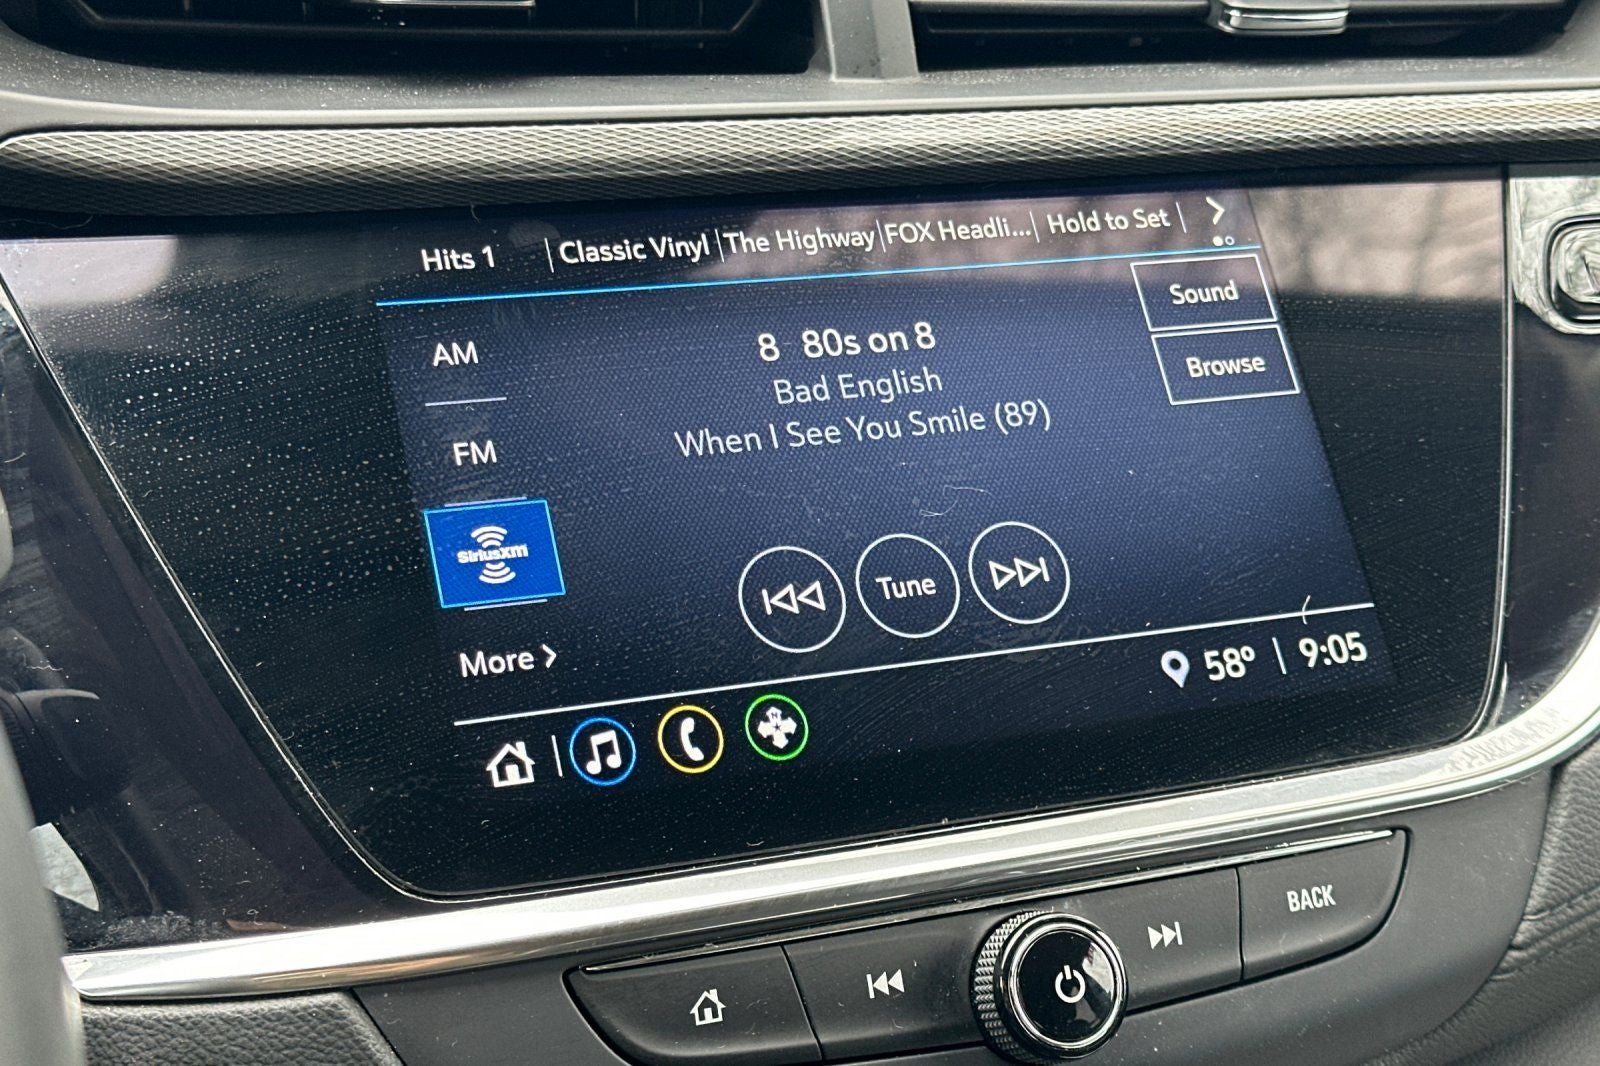 Hits 1 | Classic Vinyl | The Highway | FOX Headli... | Hold to Set |
Sound
AM
8 80s on 8
Bad English
Browse
When I See You Smile (89)
FM
SiriusXM
Tune
More >
58° | 9:05
BACK